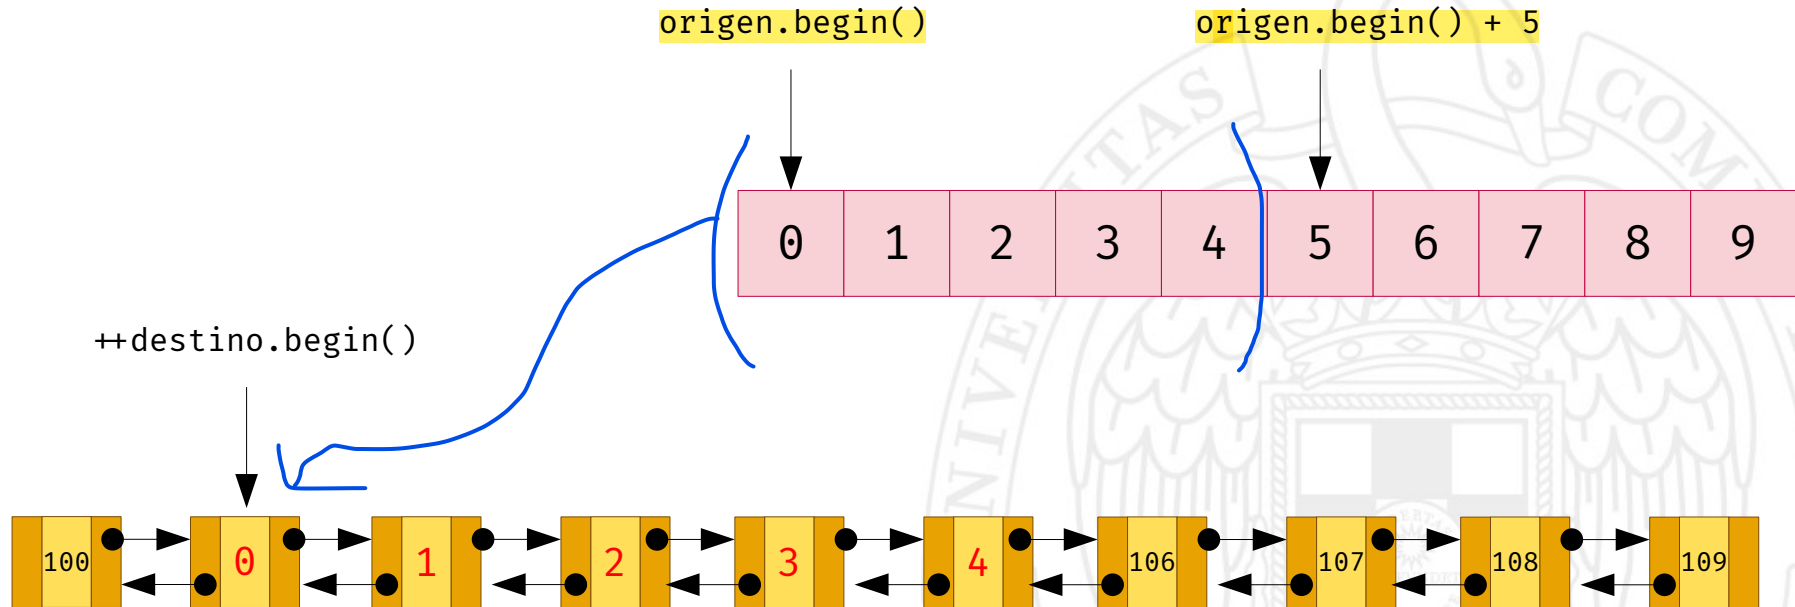 origen.begin() origen.begin() + 5
0 1 2 3 4 5 6 7 8 9
++destino.begin()
100 0 1 2 3 4 106 107 108 109